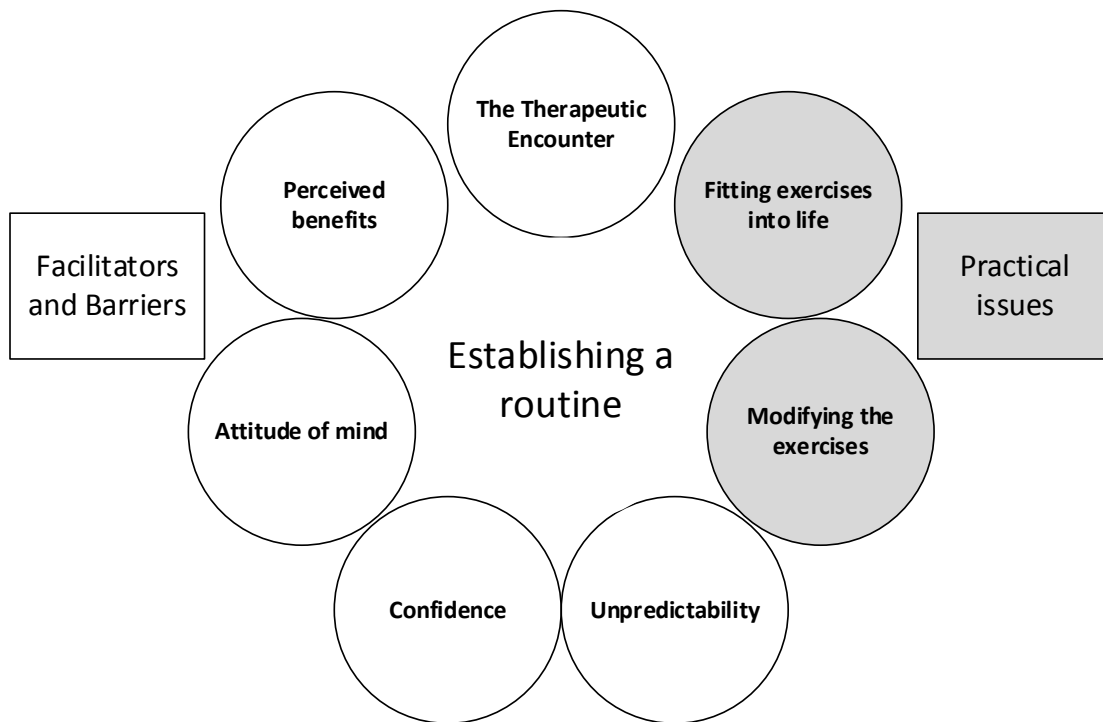 The Therapeutic
Encounter
Perceived
benefits
Fitting exercises
into life
Facilitators
and Barriers
Practical
issues
Establishing a
routine
Attitude of mind
Modifying the
exercises
Confidence
Unpredictability